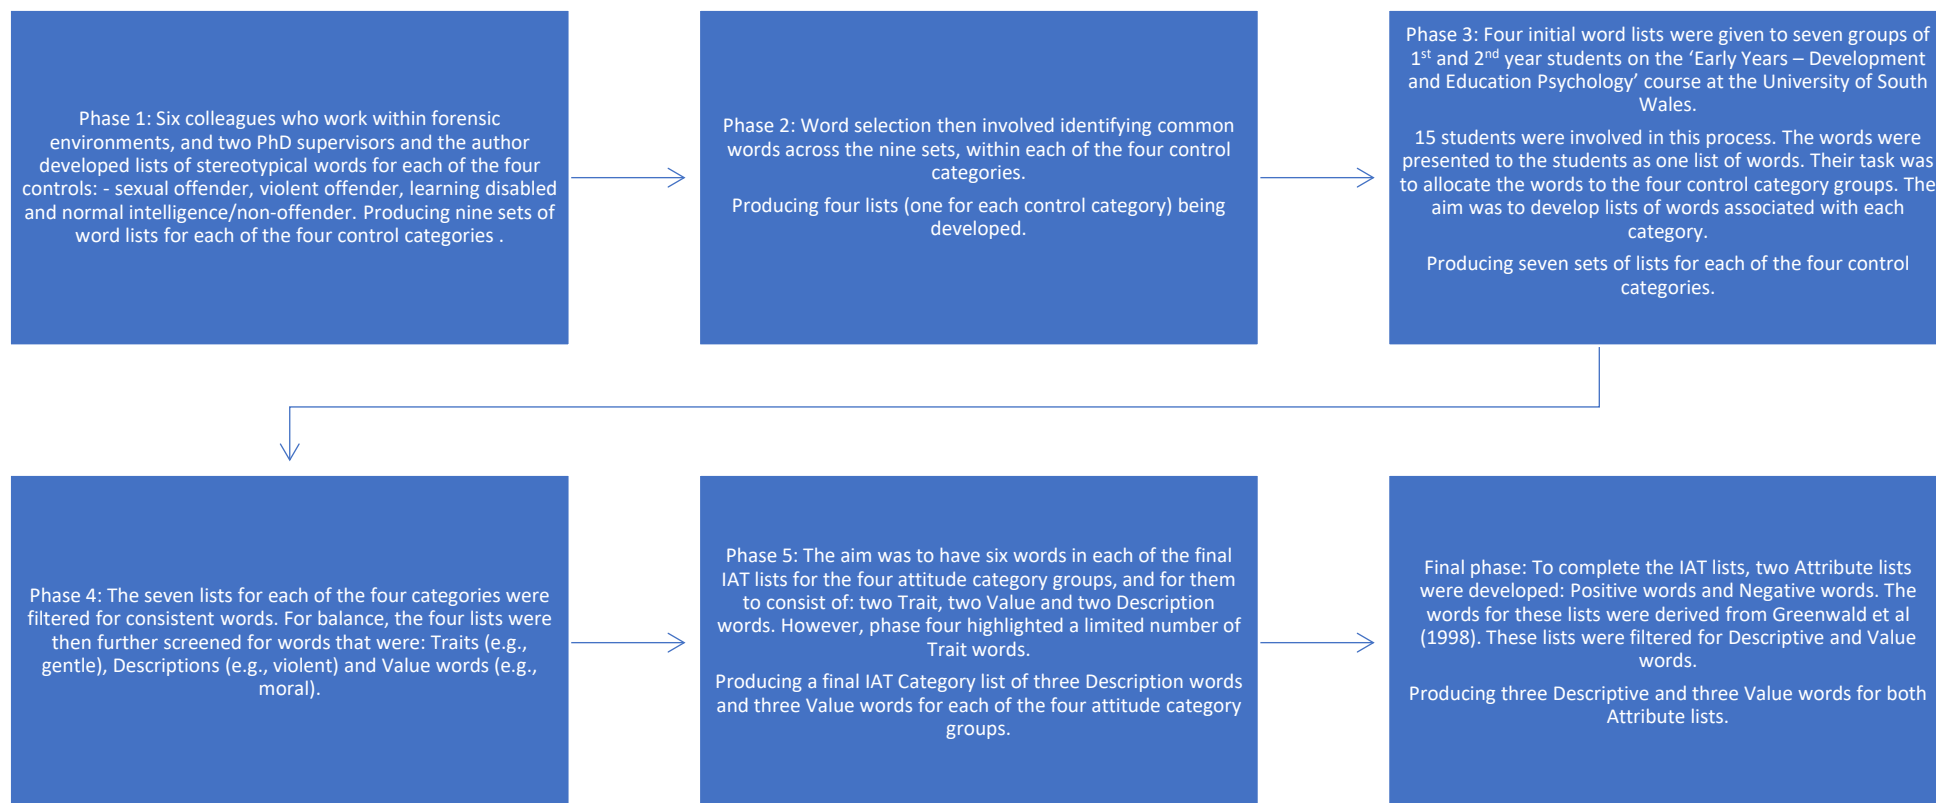 Phase 1: Six colleagues who work within forensic
environments, and two PhD supervisors and the author
developed lists of stereotypical words for each of the four
controls: - sexual offender, violent offender, learning disabled
and normal intelligence/non-offender. Producing nine sets of
word lists for each of the four control categories .
Phase 2: Word selection then involved identifying common
words across the nine sets, within each of the four control
categories.
Producing four lists (one for each control category) being
developed.
Phase 3: Four initial word lists were given to seven groups of
1st and 2nd year students on the ‘Early Years – Development
and Education Psychology’ course at the University of South
Wales.
15 students were involved in this process. The words were
presented to the students as one list of words. Their task was
to allocate the words to the four control category groups. The
aim was to develop lists of words associated with each
category.
Producing seven sets of lists for each of the four control
categories.
Phase 4: The seven lists for each of the four categories were
filtered for consistent words. For balance, the four lists were
then further screened for words that were: Traits (e.g.,
gentle), Descriptions (e.g., violent) and Value words (e.g.,
moral).
Phase 5: The aim was to have six words in each of the final
IAT lists for the four attitude category groups, and for them
to consist of: two Trait, two Value and two Description
words. However, phase four highlighted a limited number of
Trait words.
Producing a final IAT Category list of three Description words
and three Value words for each of the four attitude category
groups.
Final phase: To complete the IAT lists, two Attribute lists
were developed: Positive words and Negative words. The
words for these lists were derived from Greenwald et al
(1998). These lists were filtered for Descriptive and Value
words.
Producing three Descriptive and three Value words for both
Attribute lists.